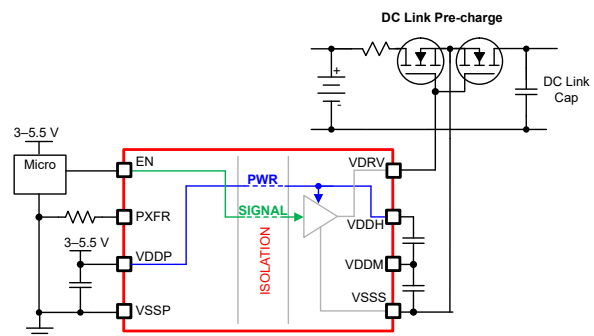 DC Link Pre-charge
+
-
DC Link
Cap
3–5.5 V
Micro
EN
PWR
VDRV
SIGNAL
PXFR
VDDH
3–5.5 V
ISOLATION
VDDP
VDDM
VSSS
VSSP